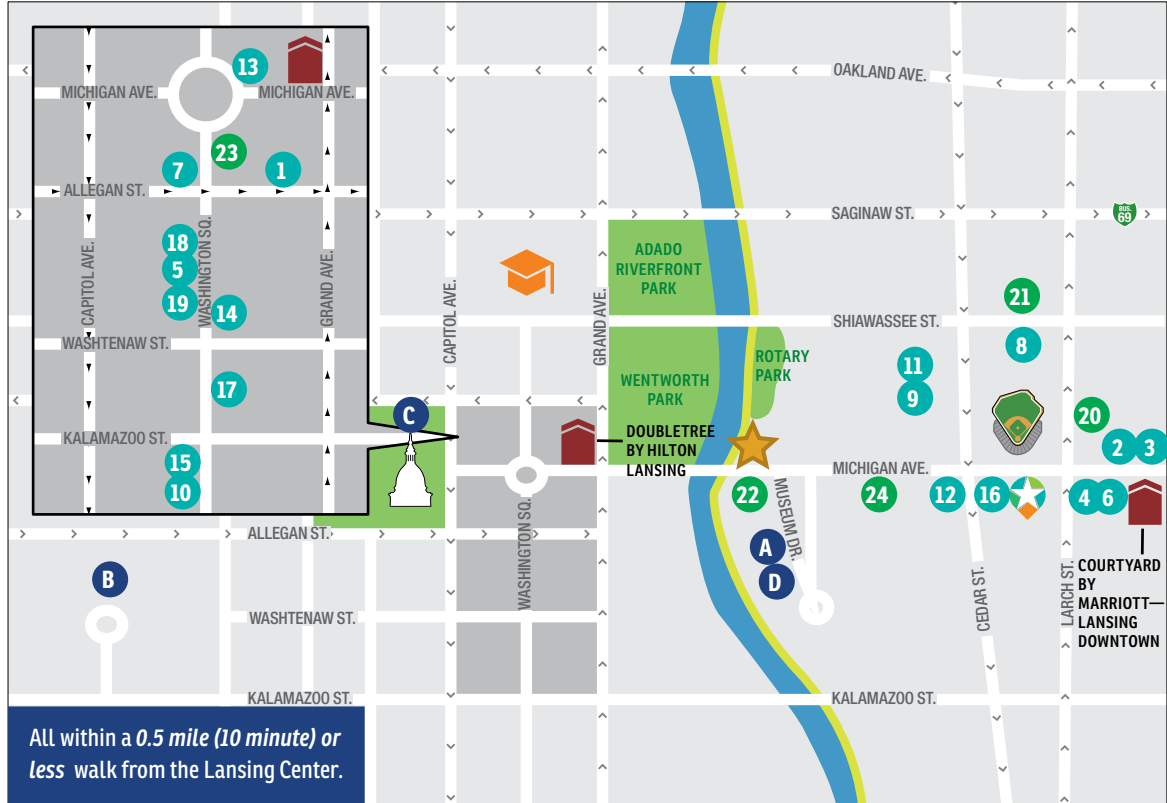 OAKLAND AVE.
13
MICHIGAN AVE.
MICHIGAN AVE.
23
7
1
ALLEGAN ST.
CAPITOL AVE.
WASHINGTON SQ.
GRAND AVE.
18
5
19
14
WASHTENAW ST.
17
KALAMAZOO ST.
15
10
SAGINAW ST.
BUS.
69
ADADO
RIVERFRONT
PARK
CAPITOL AVE.
GRAND AVE.
21
SHIAWASSEE ST.
8
ROTARY
PARK
11
9
WENTWORTH
PARK
C
20
DOUBLETREE
BY HILTON
LANSING
2
3
MICHIGAN AVE.
22
MUSEUM DR.
24
12
16
4
6
ALLEGAN ST.
WASHINGTON SQ.
A
D
B
CEDAR ST.
LARCH ST.
COURTYARD
BY
MARRIOTT—
LANSING
DOWNTOWN
WASHTENAW ST.
KALAMAZOO ST.
All within a 0.5 mile (10 minute) or
less walk from the Lansing Center.